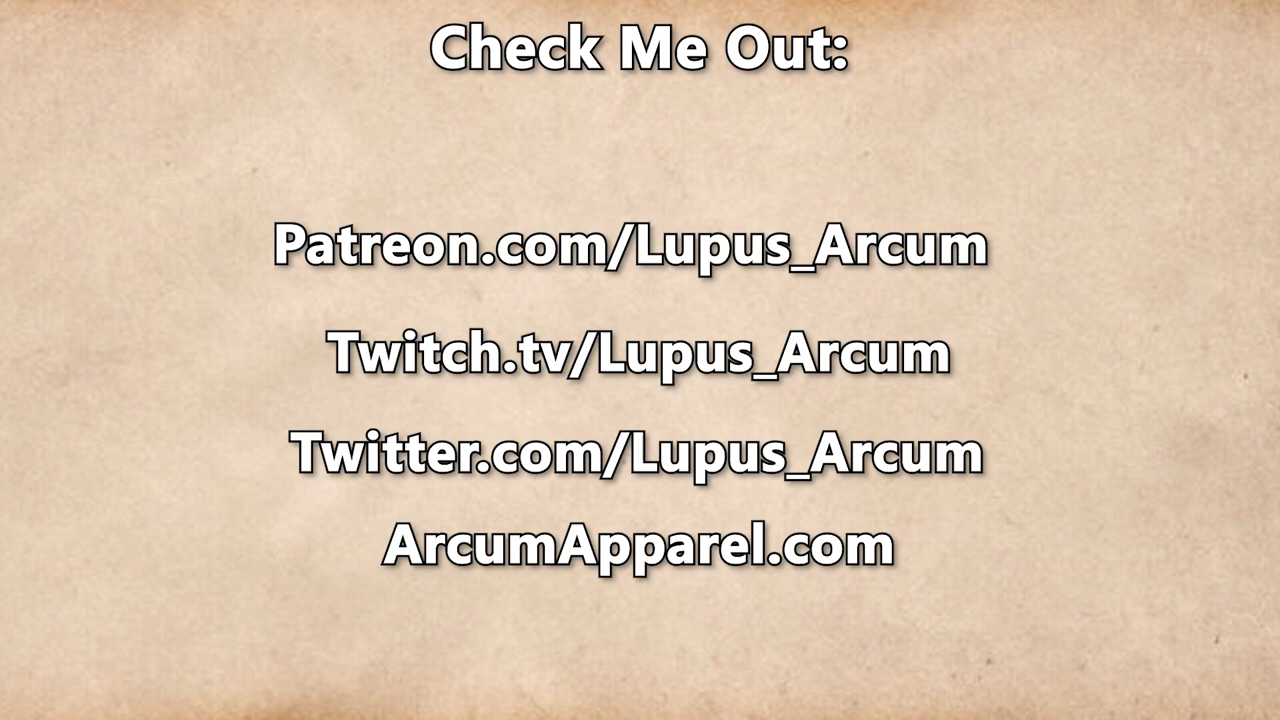 Check Me Out:
Patreon.com/Lupus_Arcum
Twitch.tv/Lupus_Arcum
Twitter.com/Lupus_Arcum
ArcumApparel.com